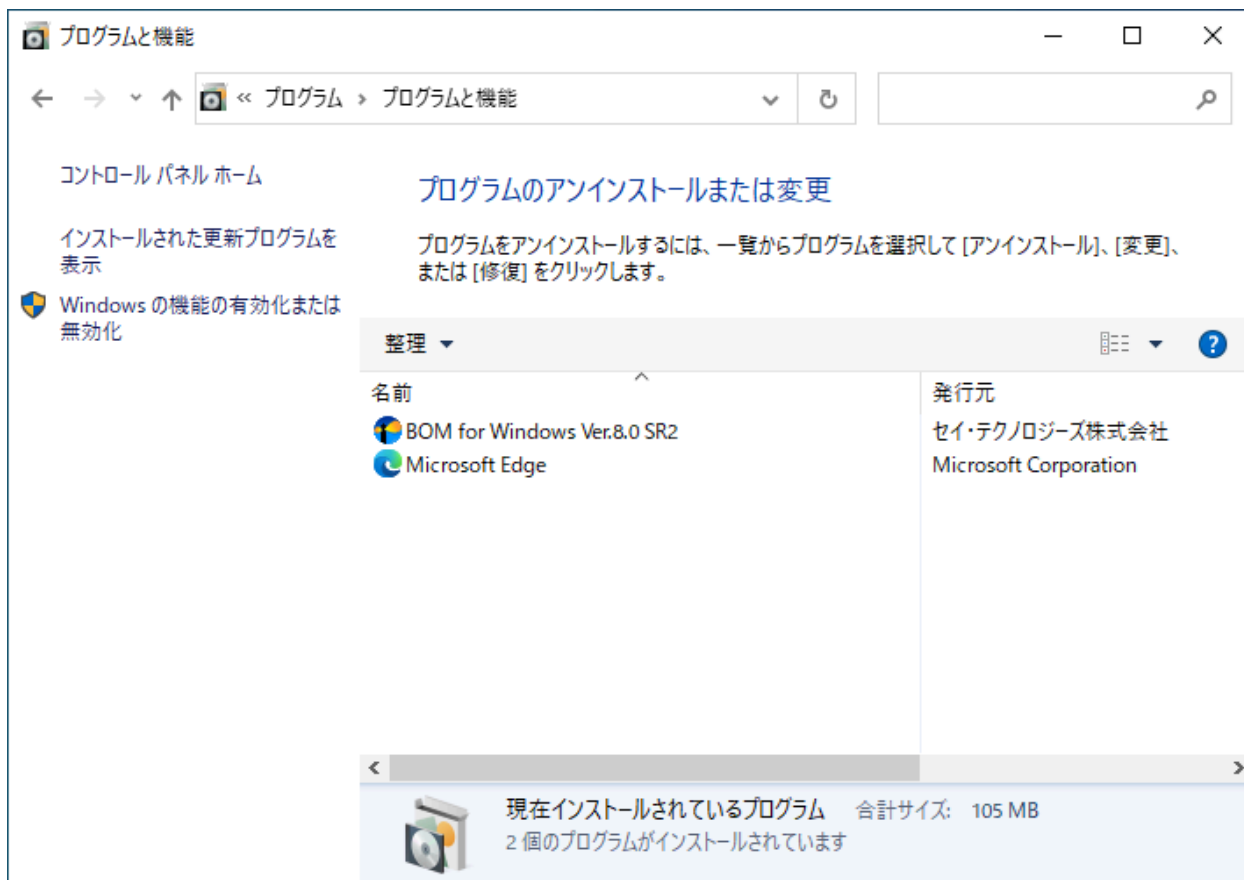 プログラムと機能
« プログラム › プログラムと機能
コントロール パネル ホーム
インストールされた更新プログラムを
表示
Windows の機能の有効化または
無効化
プログラムのアンインストールまたは変更
プログラムをアンインストールするには、一覧からプログラムを選択して [アンインストール]、[変更]、
または [修復] をクリックします。
整理
名前 発行元
BOM for Windows Ver.8.0 SR2 セイ・テクノロジーズ株式会社
Microsoft Edge Microsoft Corporation
現在インストールされているプログラム 合計サイズ: 105 MB
2 個のプログラムがインストールされています